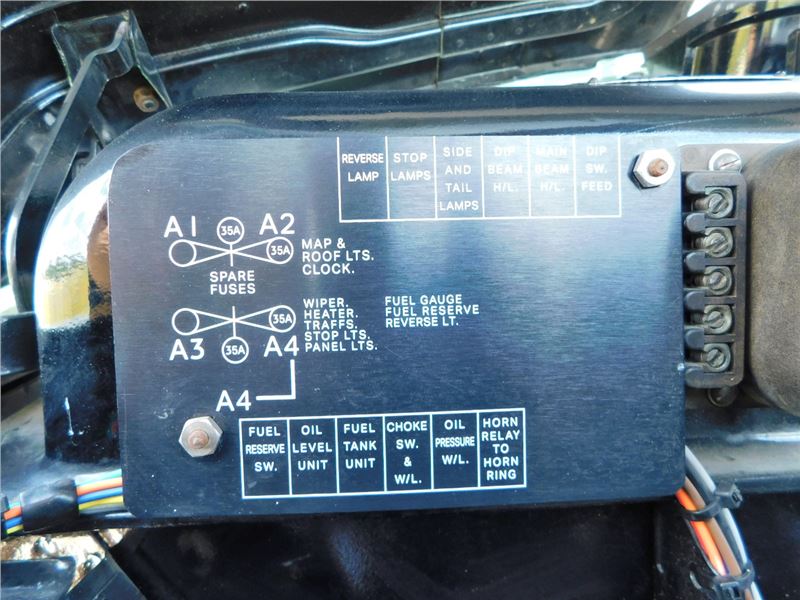 REVERSE LAMP
STOP LAMPS
SIDE AND TAIL LAMPS
DIP BEAM H/L.
MAIN BEAM H/L.
DIP SW. FEED
A1 35A A2
35A
MAP &
ROOF LTS.
CLOCK.
SPARE
FUSES
WIPER.
HEATER.
TRAFFS.
STOP LTS.
PANEL LTS.
FUEL GAUGE
FUEL RESERVE
REVERSE LT.
35A
A3 35A A4
A4
FUEL RESERVE SW.
OIL LEVEL UNIT
FUEL TANK UNIT
CHOKE SW. & W/L.
OIL PRESSURE W/L.
HORN RELAY TO HORN RING